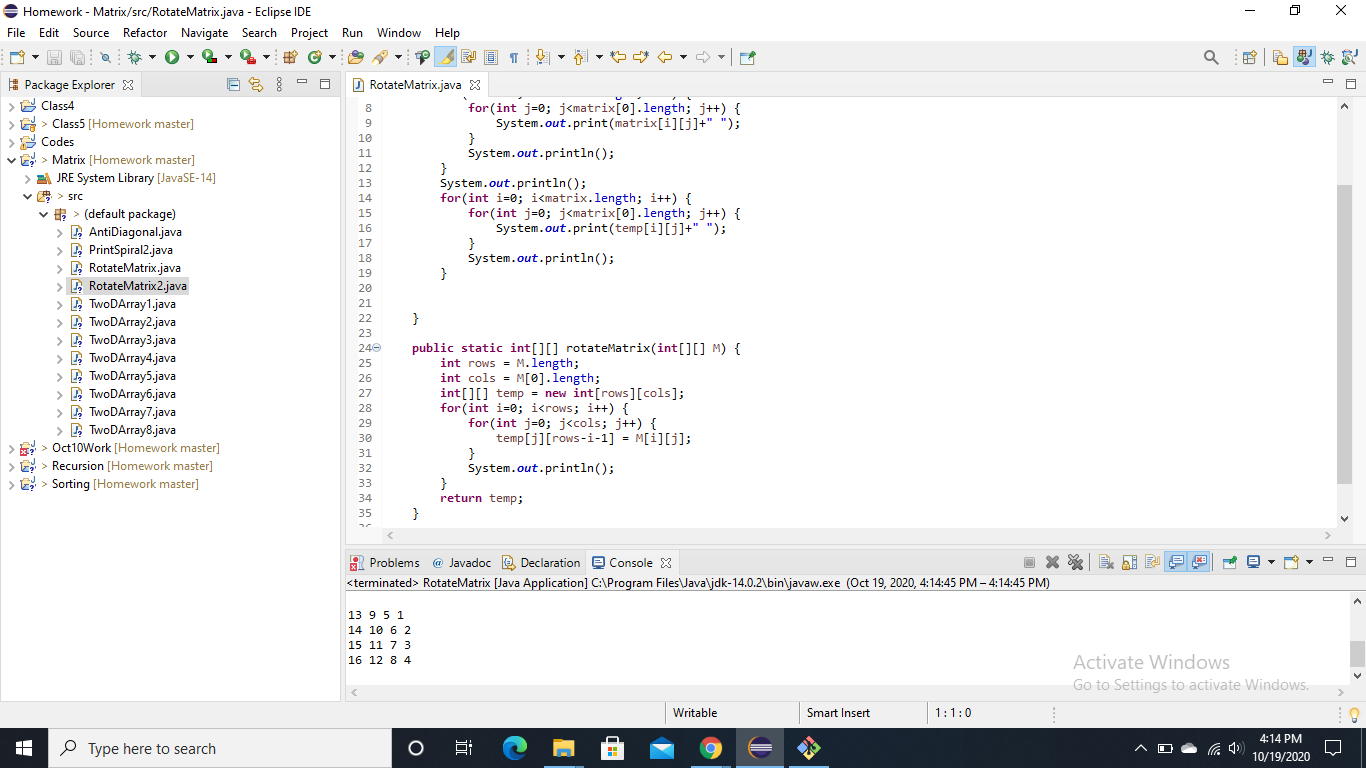 Homework - Matrix/src/RotateMatrix.java - Eclipse IDE
File Edit Source Refactor Navigate Search Project Run Window Help
Package Explorer
Class4
> Class5 [Homework master]
Codes
> Matrix [Homework master]
JRE System Library [JavaSE-14]
> src
> (default package)
AntiDiagonal.java
PrintSpiral2.java
RotateMatrix.java
RotateMatrix2.java
TwoDArray1.java
TwoDArray2.java
TwoDArray3.java
TwoDArray4.java
TwoDArray5.java
TwoDArray6.java
TwoDArray7.java
TwoDArray8.java
> Oct10Work [Homework master]
> Recursion [Homework master]
> Sorting [Homework master]
RotateMatrix.java
8 for(int j=0; j<matrix[0].length; j++) {
9 System.out.print(matrix[i][j]+" ");
10 }
11 System.out.println();
12 }
13 System.out.println();
14 for(int i=0; i<matrix.length; i++) {
15 for(int j=0; j<matrix[0].length; j++) {
16 System.out.print(temp[i][j]+" ");
17 }
18 System.out.println();
19 }
20
21
22 }
23
24 public static int[][] rotateMatrix(int[][] M) {
25 int rows = M.length;
26 int cols = M[0].length;
27 int[][] temp = new int[rows][cols];
28 for(int i=0; i<rows; i++) {
29 for(int j=0; j<cols; j++) {
30 temp[j][rows-i-1] = M[i][j];
31 }
32 System.out.println();
33 }
34 return temp;
35 }
Problems @ Javadoc Declaration Console
<terminated> RotateMatrix [Java Application] C:\Program Files\Java\jdk-14.0.2\bin\javaw.exe (Oct 19, 2020, 4:14:45 PM – 4:14:45 PM)
13 9 5 1
14 10 6 2
15 11 7 3
16 12 8 4
Activate Windows
Go to Settings to activate Windows.
Writable Smart Insert 1 : 1 : 0
Type here to search
4:14 PM
10/19/2020